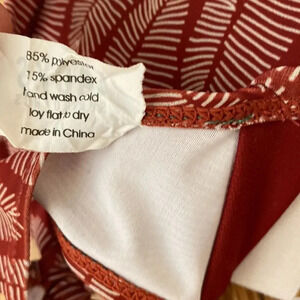 85% polyester
15% spandex
hand wash cold
lay flat to dry
made in China